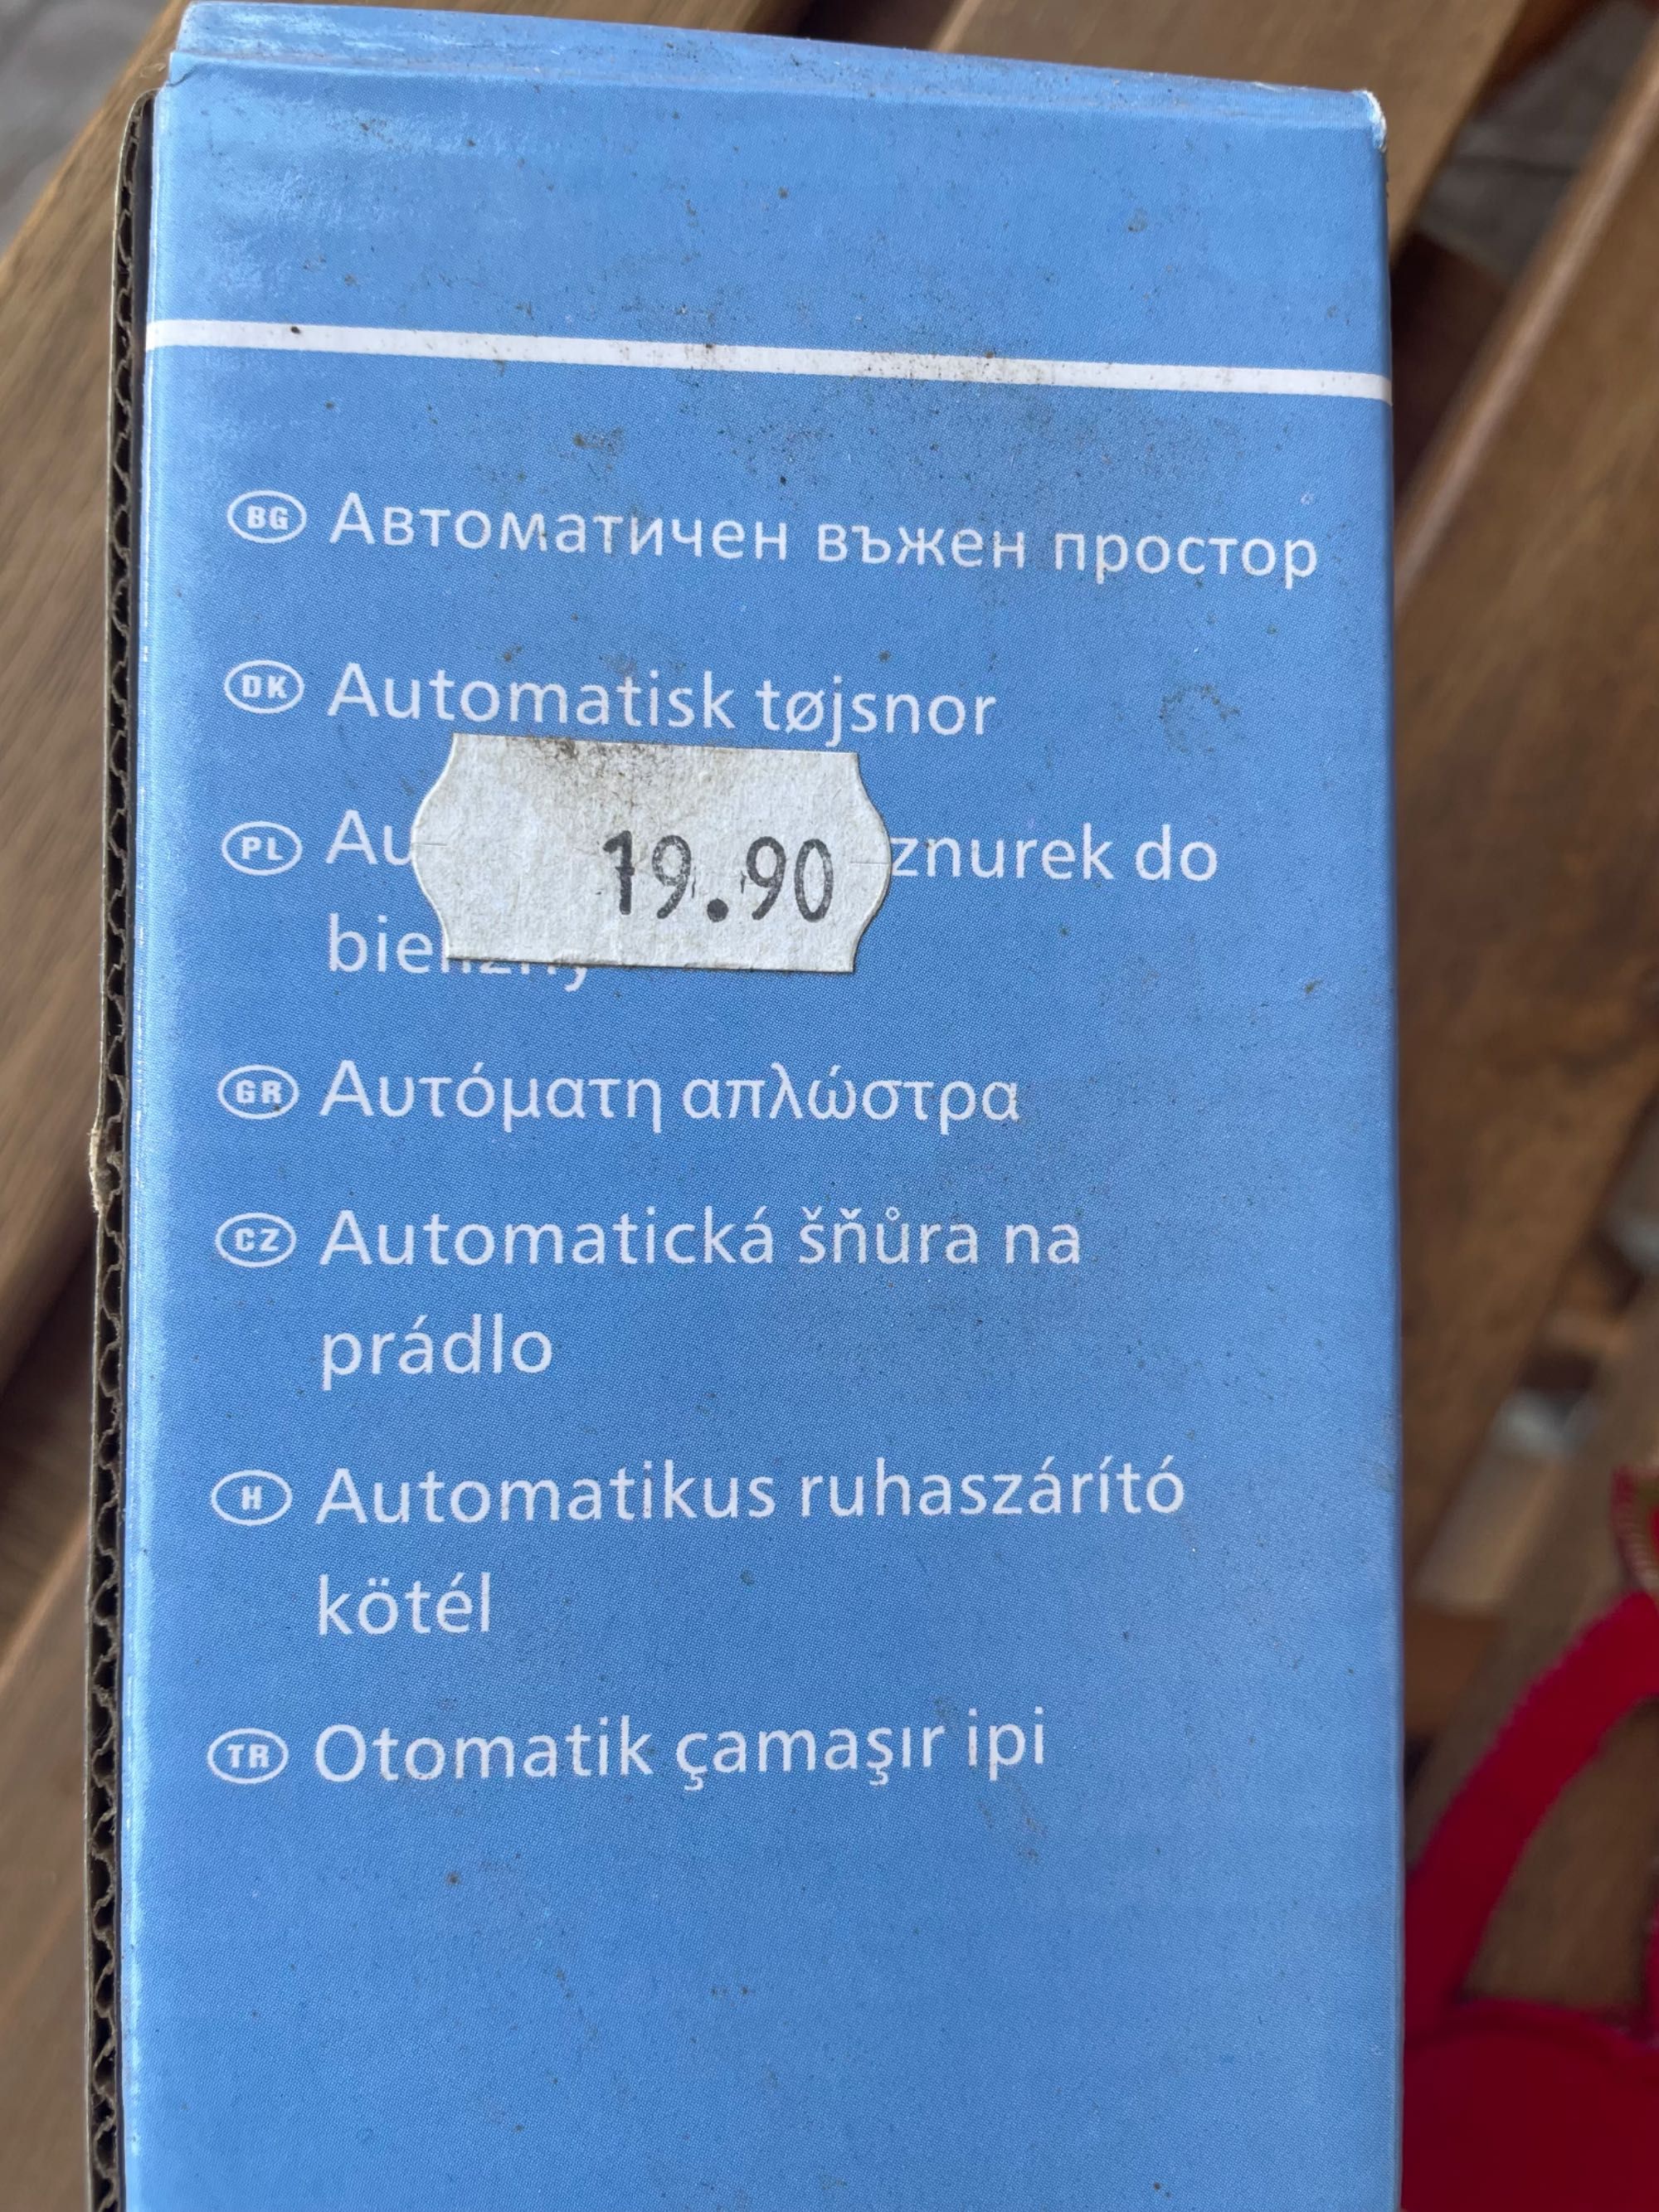 BG Автоматичен въжен простор
DK Automatisk tøjsnor
PL znurek do
19.90
GR Αυτόματη απλώστρα
CZ Automatická šňůra na
prádlo
H Automatikus ruhaszárító
kötél
TR Otomatik çamaşır ipi